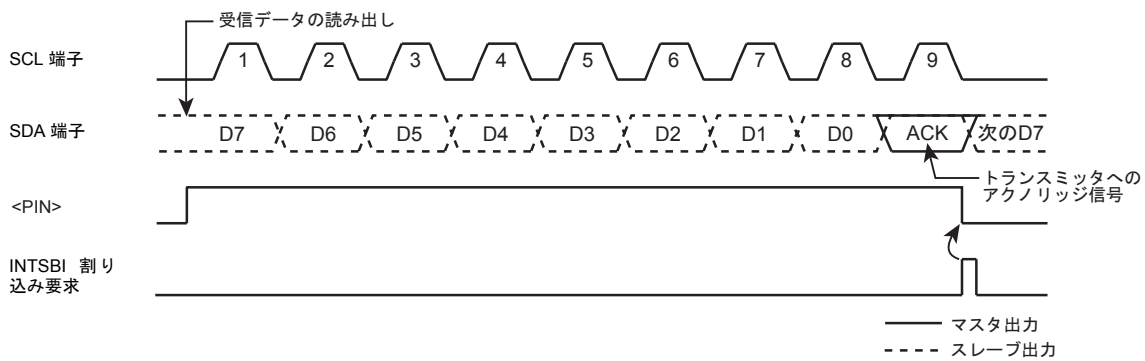 受信データの読み出し
SCL 端子
1 2 3 4 5 6 7 8 9
SDA 端子
D7 D6 D5 D4 D3 D2 D1 D0 ACK 次のD7
トランスミッタへの
アクノリッジ信号
<PIN>
INTSBI 割り
込み要求
マスタ出力
スレーブ出力